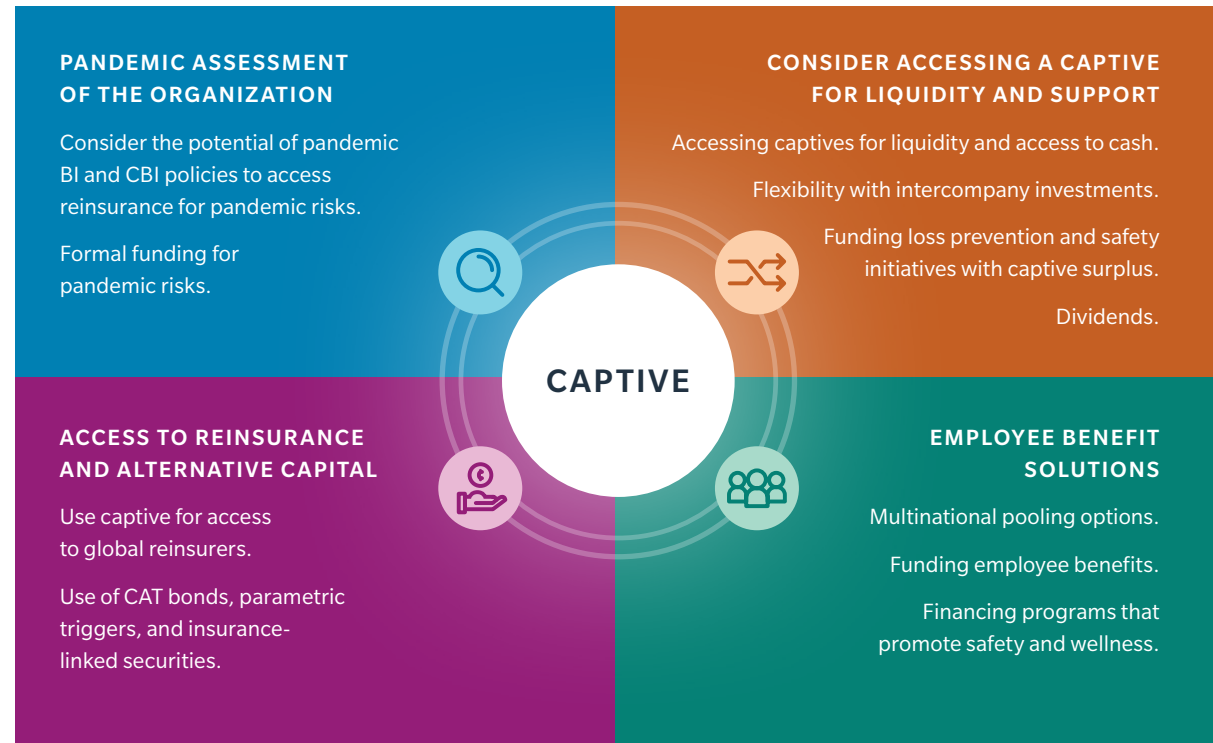 PANDEMIC ASSESSMENT
OF THE ORGANIZATION
Consider the potential of pandemic
BI and CBI policies to access
reinsurance for pandemic risks.
Formal funding for
pandemic risks.
CONSIDER ACCESSING A CAPTIVE
FOR LIQUIDITY AND SUPPORT
Accessing captives for liquidity and access to cash.
Flexibility with intercompany investments.
Funding loss prevention and safety
initiatives with captive surplus.
Dividends.
CAPTIVE
ACCESS TO REINSURANCE
AND ALTERNATIVE CAPITAL
Use captive for access
to global reinsurers.
Use of CAT bonds, parametric
triggers, and insurance-
linked securities.
EMPLOYEE BENEFIT
SOLUTIONS
Multinational pooling options.
Funding employee benefits.
Financing programs that
promote safety and wellness.